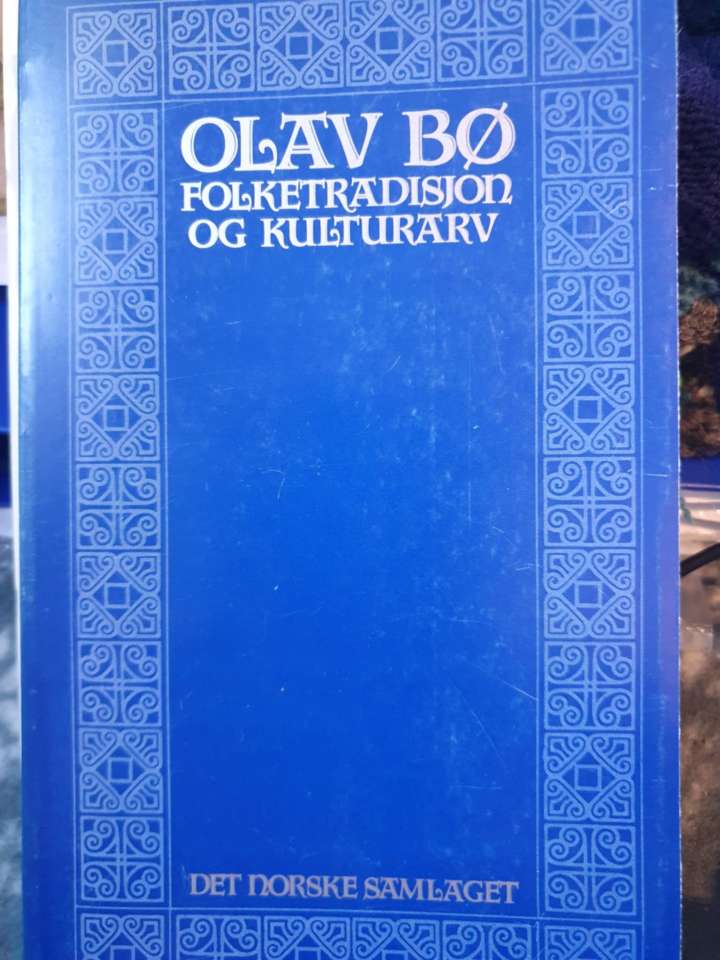 OLAV BØ
FOLKETRADISJON
OG KULTURARV
DET NORSKE SAMLAGET